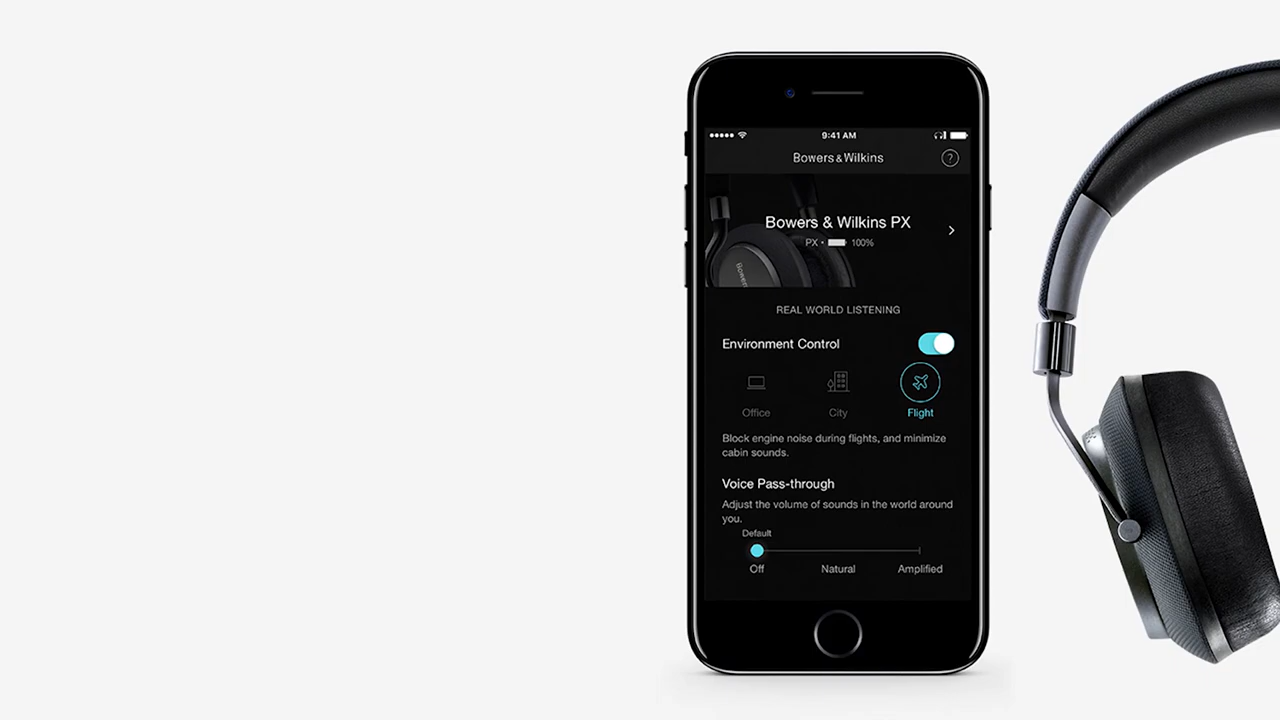 9:41 AM
Bowers & Wilkins
?
Bowers & Wilkins PX
PX • 100%
Bowers
REAL WORLD LISTENING
Environment Control
Office City Flight
Block engine noise during flights, and minimize
cabin sounds.
Voice Pass-through
Adjust the volume of sounds in the world around
you.
Default
Off Natural Amplified